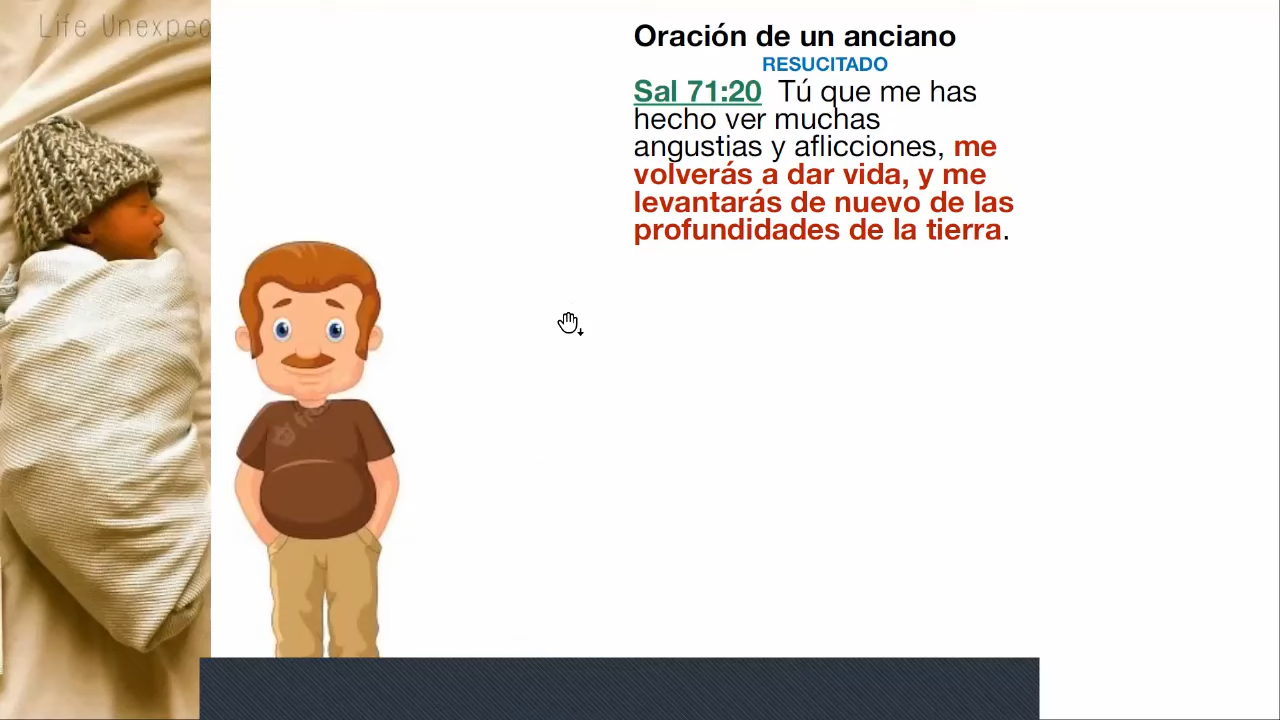 Life Unexpec
Oración de un anciano
RESUCITADO
Sal 71:20 Tú que me has
hecho ver muchas
angustias y aflicciones, me
volverás a dar vida, y me
levantarás de nuevo de las
profundidades de la tierra.